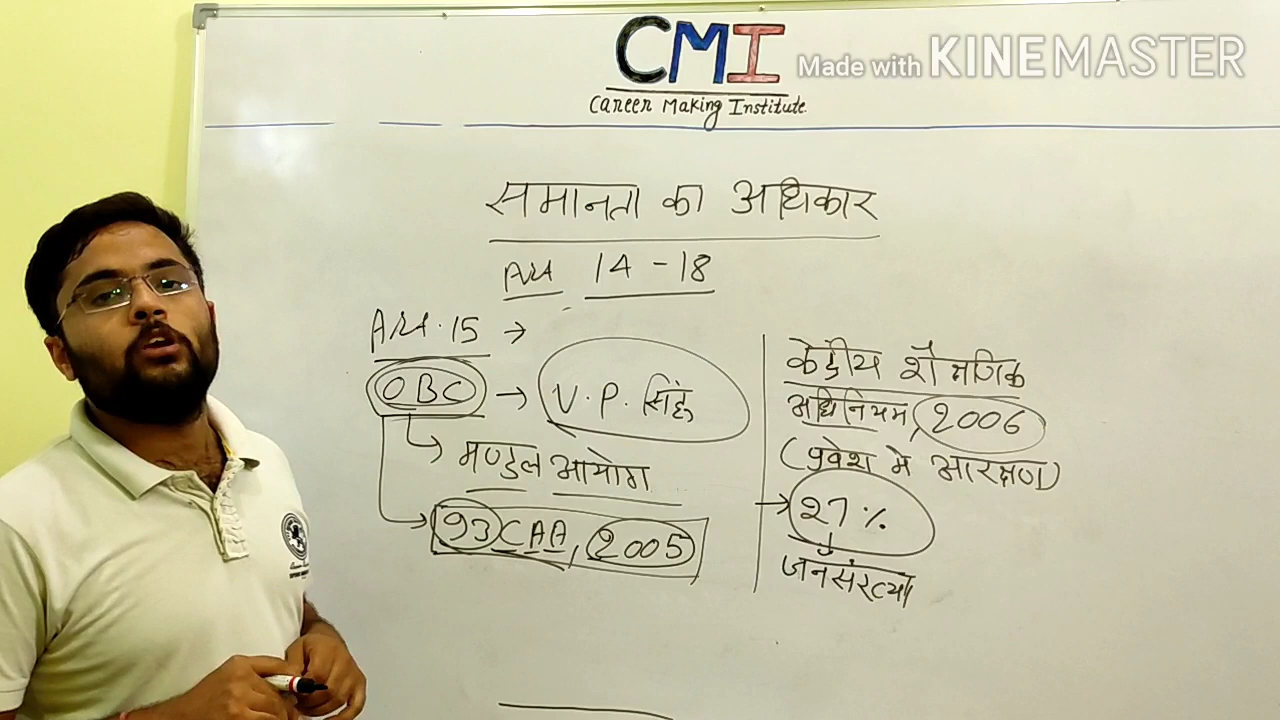 CMI
Made with KINEMASTER
Career Making Institute
समानता का अधिकार
Art 14 - 18
Art. 15 →
OBC → V. P. सिंह
मण्डल आयोग
93 CAA, 2005
केंद्रीय शैक्षणिक
अधिनियम, 2006
(प्रवेश में आरक्षण)
→ 27 %
जनसंख्या